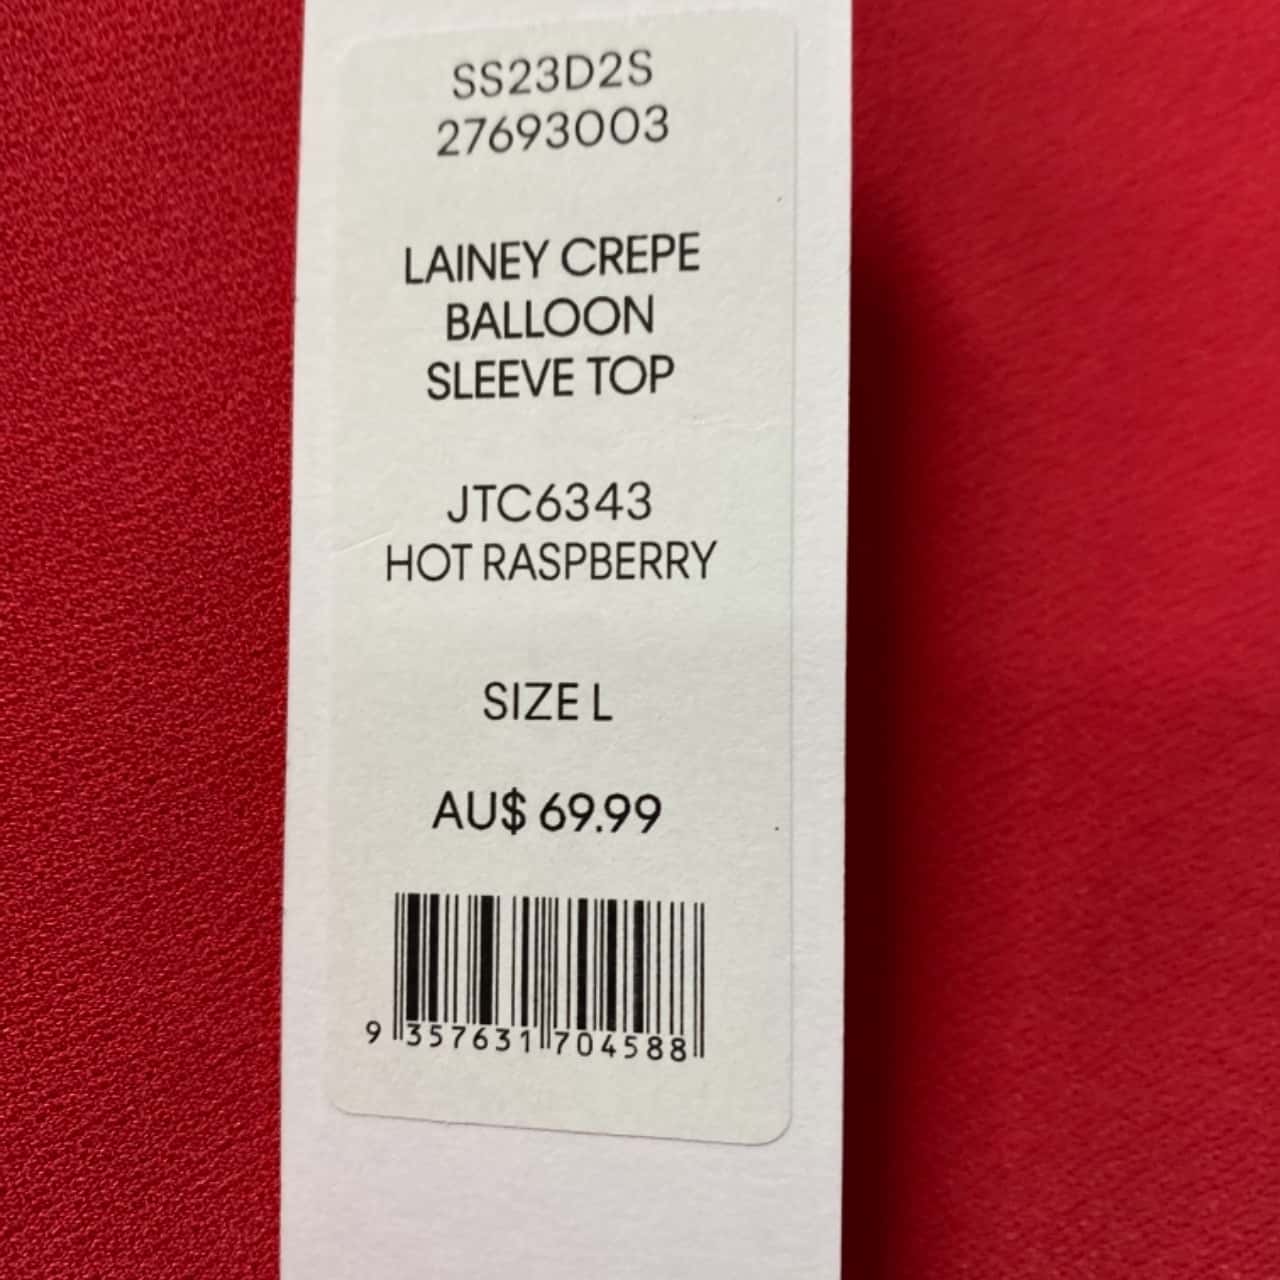 SS23D2S
27693003
LAINEY CREPE
BALLOON
SLEEVE TOP
JTC6343
HOT RASPBERRY
SIZE L
AU$ 69.99
9 357631 704588